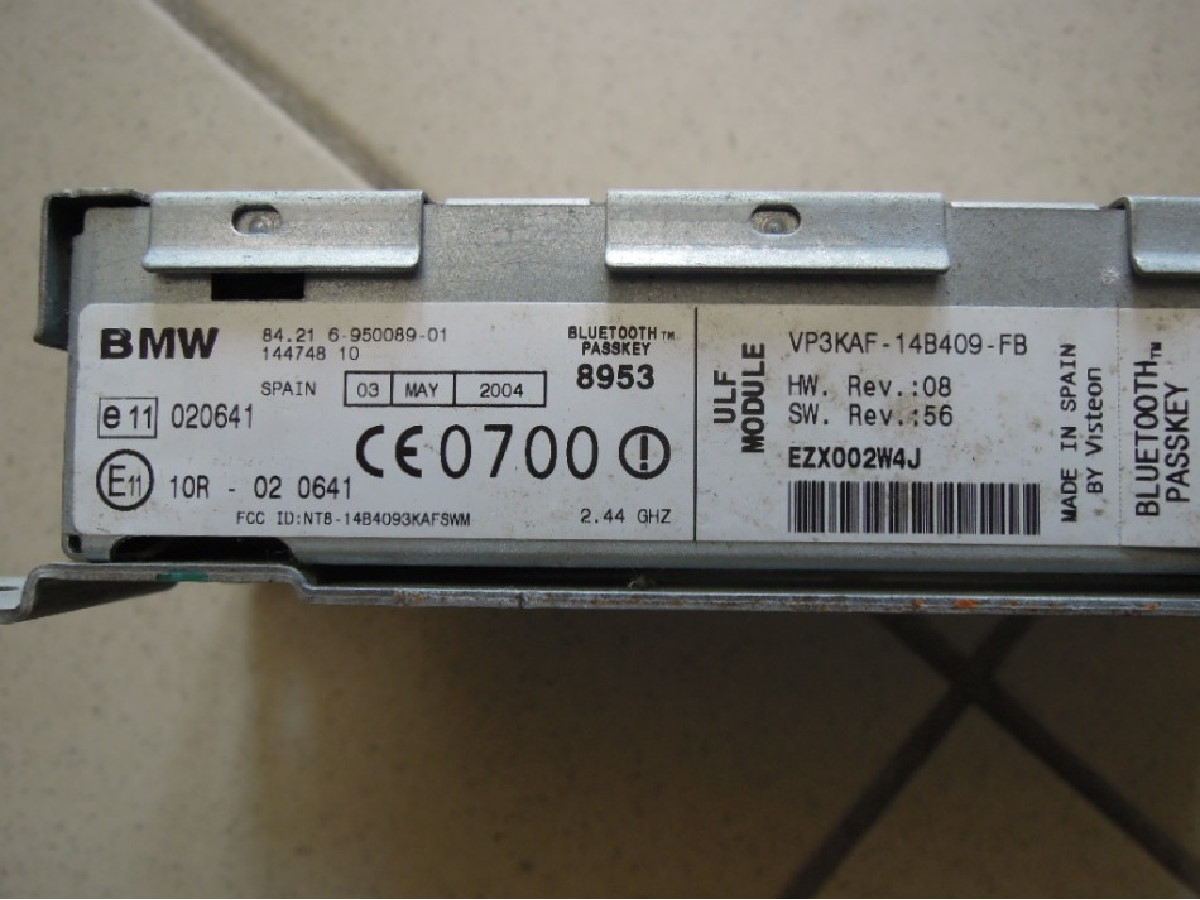 BMW
84.21 6-950089-01
144748 10
SPAIN 03 MAY 2004
BLUETOOTH™
PASSKEY
8953
e11 020641
CE0700
E11 10R - 02 0641
FCC ID:NT8-14B4093KAFSWM
2.44 GHZ
ULF
MODULE
VP3KAF-14B409-FB
HW. Rev.:08
SW. Rev.:56
EZX002W4J
MADE IN SPAIN
BY Visteon
BLUETOOTH™
PASSKEY